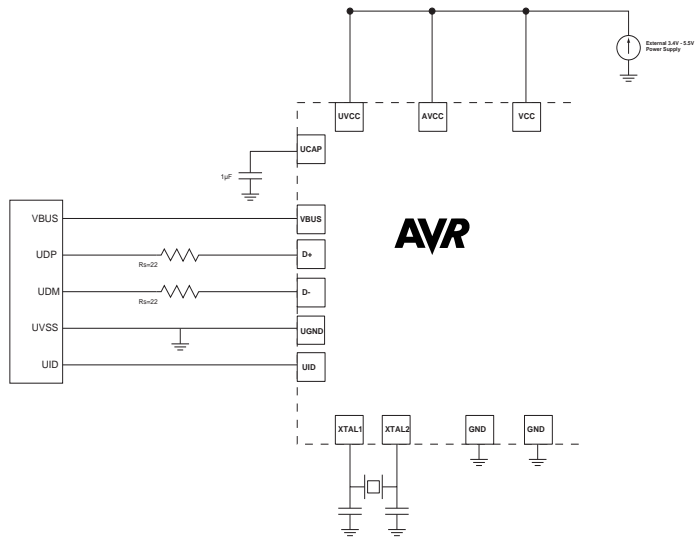 External 3.4V - 5.5V
Power Supply
UVCC
AVCC
VCC
UCAP
1µF
VBUS
VBUS
UDP
Rs=22
D+
UDM
Rs=22
D-
UVSS
UGND
UID
UID
AVR
XTAL1
XTAL2
GND
GND